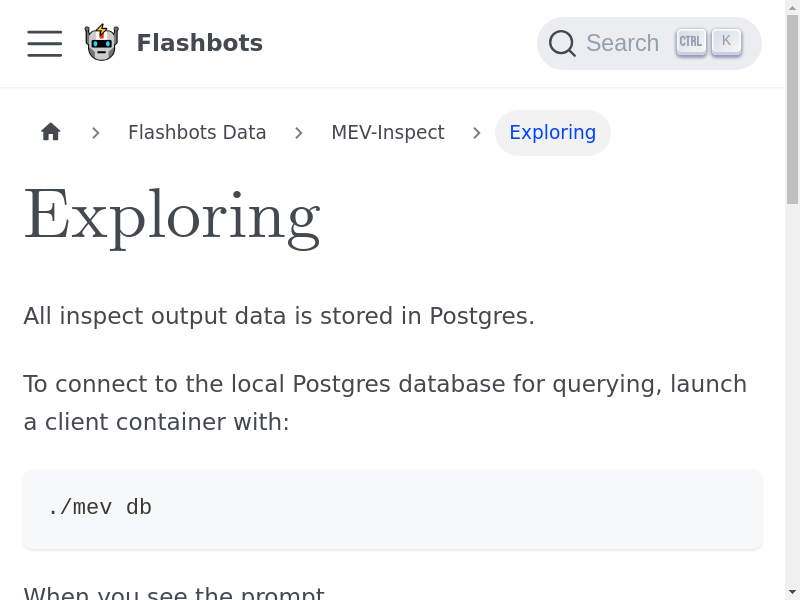 Flashbots
Search CTRL K
Flashbots Data MEV-Inspect Exploring
Exploring
All inspect output data is stored in Postgres.
To connect to the local Postgres database for querying, launch
a client container with:
./mev db
When you see the prompt